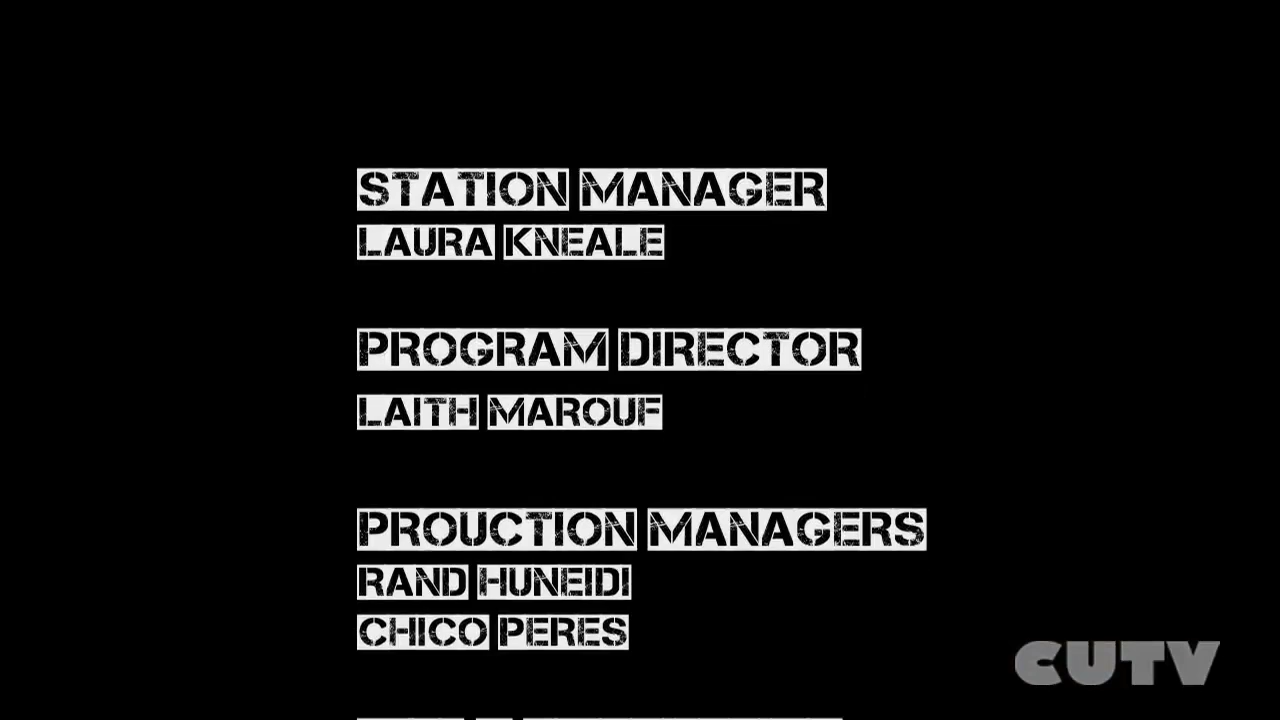 STATION MANAGER
LAURA KNEALE
PROGRAM DIRECTOR
LAITH MAROUF
PROUCTION MANAGERS
RAND HUNEIDI
CHICO PERES
CUTV